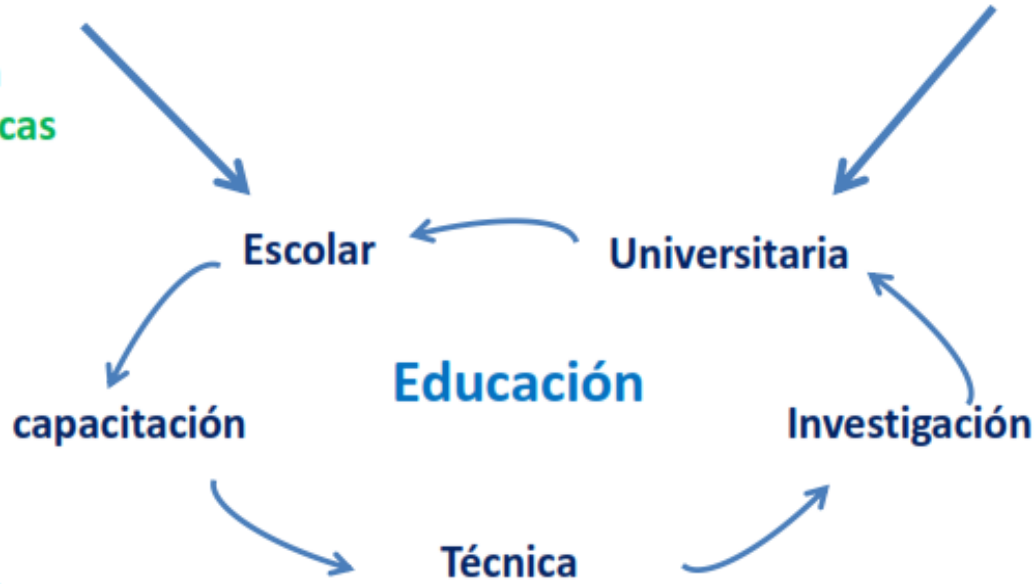 cas
Escolar
Universitaria
Educación
capacitación
Investigación
Técnica